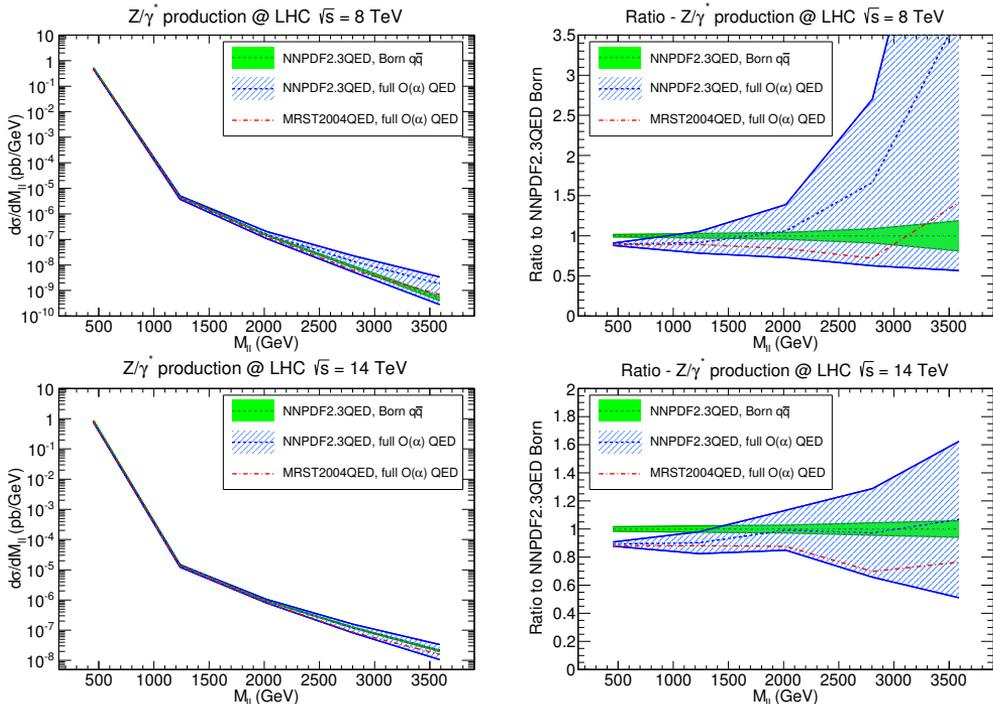 Z/γ* production @ LHC √s = 8 TeV
dσ/dM_ll (pb/GeV)
10
1
10^-1
10^-2
10^-3
10^-4
10^-5
10^-6
10^-7
10^-8
10^-9
10^-10
NNPDF2.3QED, Born qq̄
NNPDF2.3QED, full O(α) QED
MRST2004QED, full O(α) QED
500 1000 1500 2000 2500 3000 3500
M_ll (GeV)
Ratio - Z/γ* production @ LHC √s = 8 TeV
Ratio to NNPDF2.3QED Born
3.5
3
2.5
2
1.5
1
0.5
0
NNPDF2.3QED, Born qq̄
NNPDF2.3QED, full O(α) QED
MRST2004QED, full O(α) QED
500 1000 1500 2000 2500 3000 3500
M_ll (GeV)
Z/γ* production @ LHC √s = 14 TeV
dσ/dM_ll (pb/GeV)
10
1
10^-1
10^-2
10^-3
10^-4
10^-5
10^-6
10^-7
10^-8
NNPDF2.3QED, Born qq̄
NNPDF2.3QED, full O(α) QED
MRST2004QED, full O(α) QED
500 1000 1500 2000 2500 3000 3500
M_ll (GeV)
Ratio - Z/γ* production @ LHC √s = 14 TeV
Ratio to NNPDF2.3QED Born
2
1.8
1.6
1.4
1.2
1
0.8
0.6
0.4
0.2
0
NNPDF2.3QED, Born qq̄
NNPDF2.3QED, full O(α) QED
MRST2004QED, full O(α) QED
500 1000 1500 2000 2500 3000 3500
M_ll (GeV)